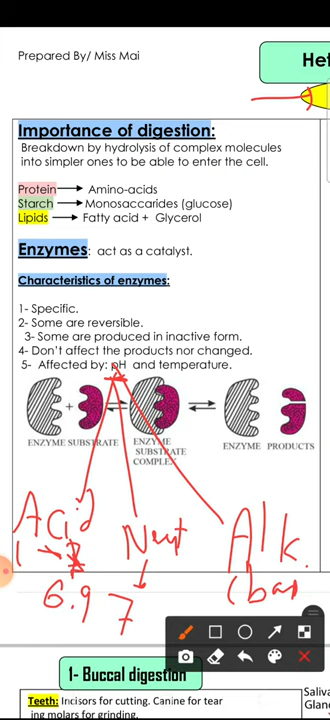 Prepared By/ Miss Mai
Het
Importance of digestion:
Breakdown by hydrolysis of complex molecules
into simpler ones to be able to enter the cell.
Protein → Amino-acids
Starch → Monosaccarides (glucose)
Lipids → Fatty acid + Glycerol
Enzymes: act as a catalyst.
Characteristics of enzymes:
1- Specific.
2- Some are reversible.
3- Some are produced in inactive form.
4- Don't affect the products nor changed.
5- Affected by: pH and temperature.
ENZYME SUBSTRATE
ENZYME
SUBSTRATE
COMPLEX
ENZYME PRODUCTS
Acid
Neut
Alk.
6.9
7
(bas
1- Buccal digestion
Teeth: Incisors for cutting. Canine for tear
ing molars for grinding.
Saliva
Glan